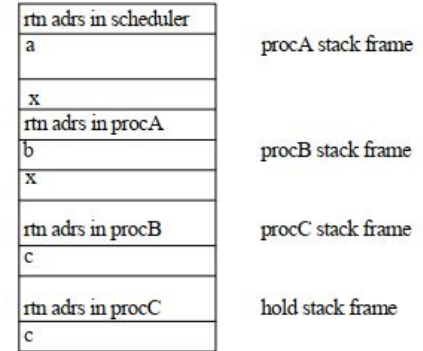 rtn adrs in scheduler
a procA stack frame
x
rtn adrs in procA
b procB stack frame
x
rtn adrs in procB procC stack frame
c
rtn adrs in procC hold stack frame
c